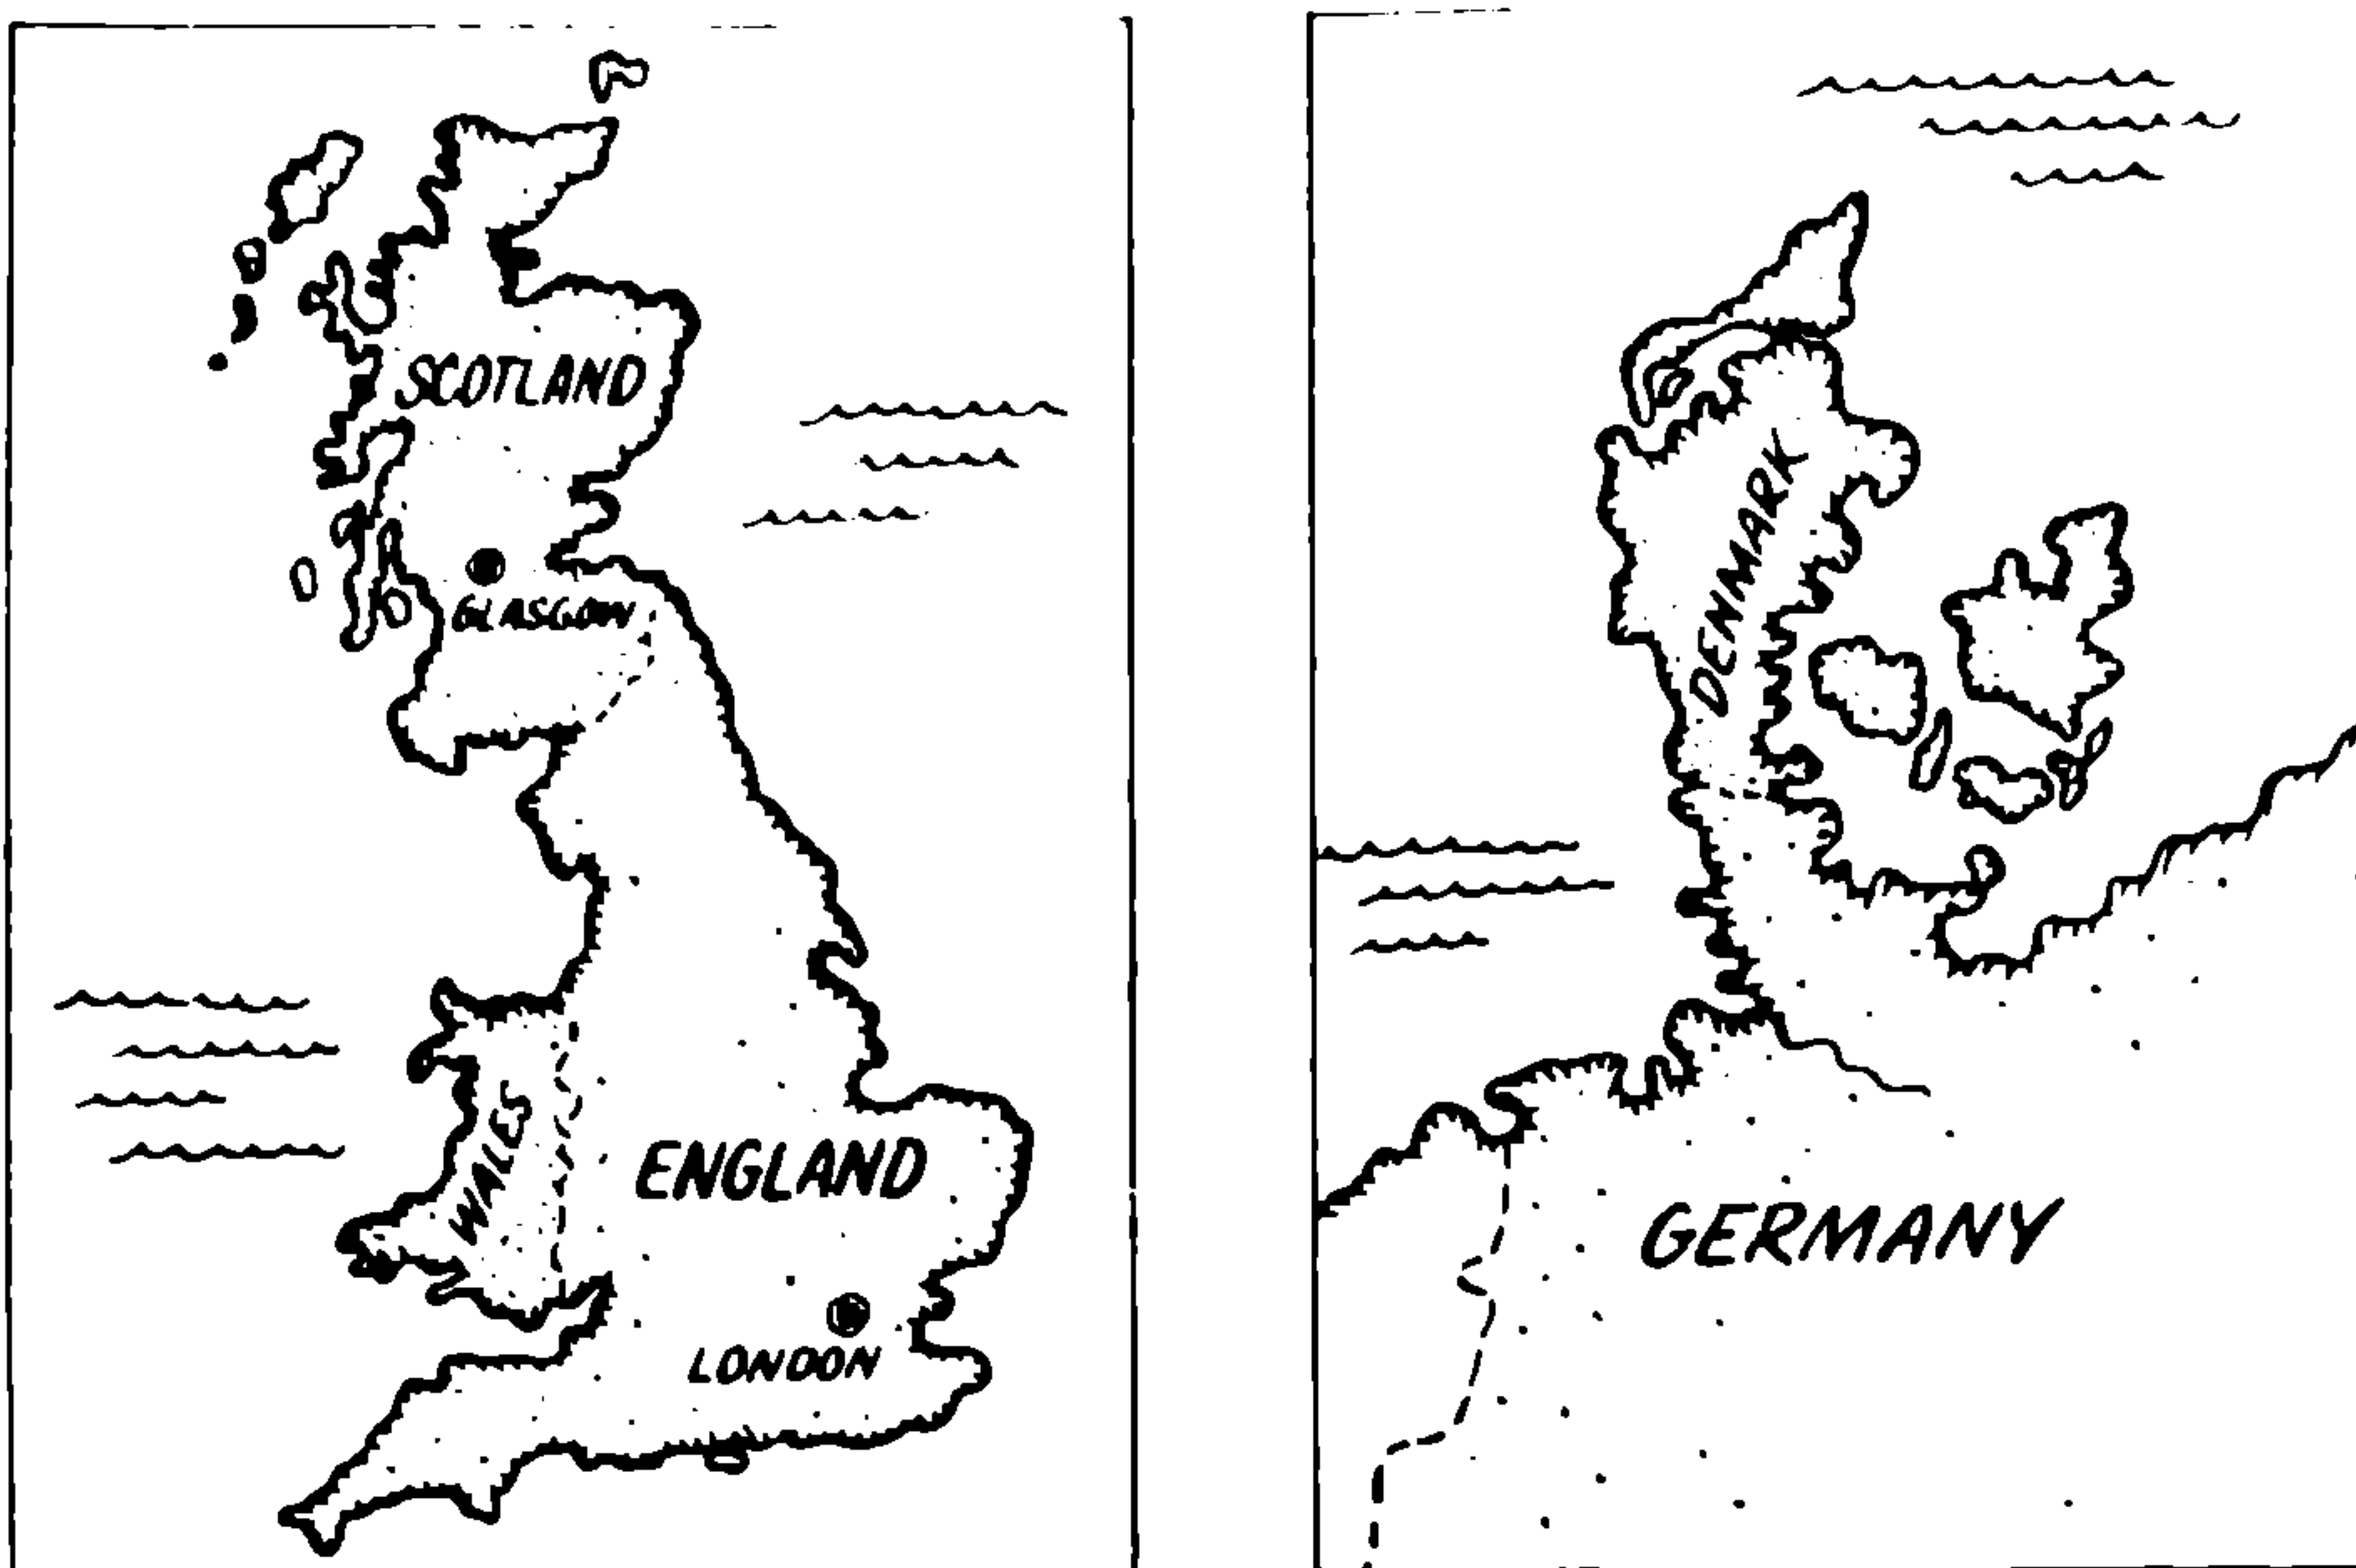 SCOTLAND
GLASGOW
WALES
ENGLAND
LONDON
DENMARK
GERMANY